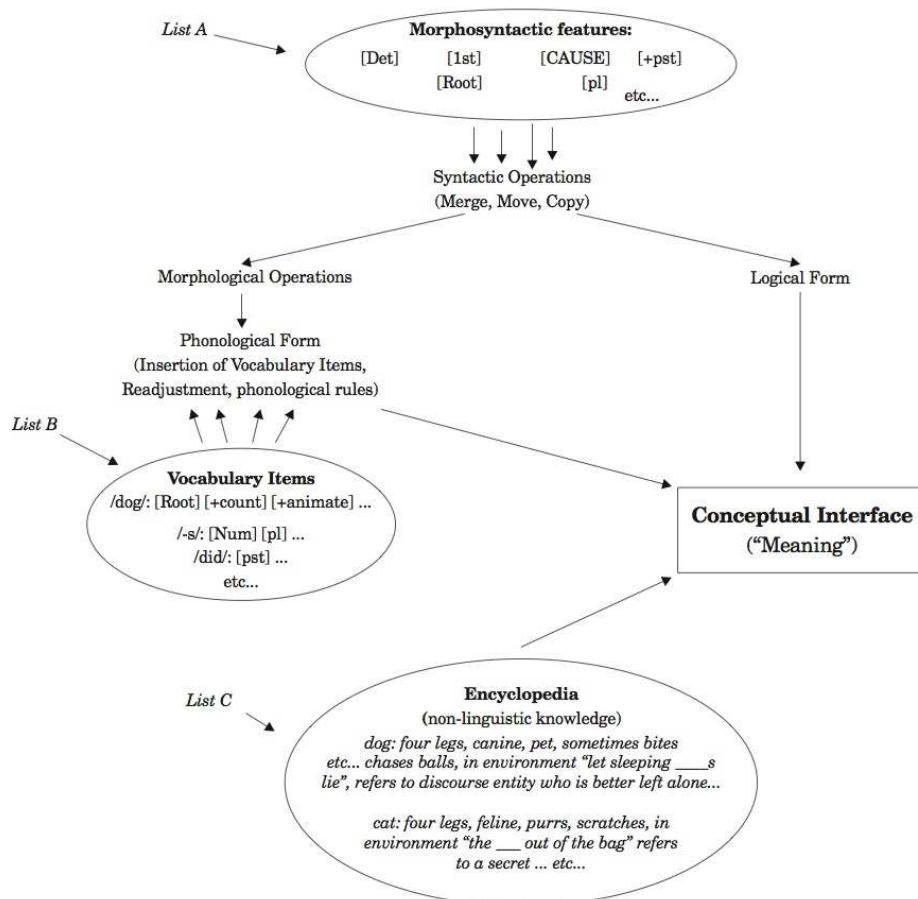 List A
Morphosyntactic features:
[Det] [1st] [CAUSE] [+pst]
[Root] [pl]
etc...
Syntactic Operations
(Merge, Move, Copy)
Morphological Operations
Logical Form
Phonological Form
(Insertion of Vocabulary Items,
Readjustment, phonological rules)
List B
Vocabulary Items
/dog/: [Root] [+count] [+animate] ...
/-s/: [Num] [pl] ...
/did/: [pst] ...
etc...
Conceptual Interface
(“Meaning”)
List C
Encyclopedia
(non-linguistic knowledge)
dog: four legs, canine, pet, sometimes bites
etc... chases balls, in environment “let sleeping ___s
lie”, refers to discourse entity who is better left alone...
cat: four legs, feline, purrs, scratches, in
environment “the ___ out of the bag” refers
to a secret ... etc...